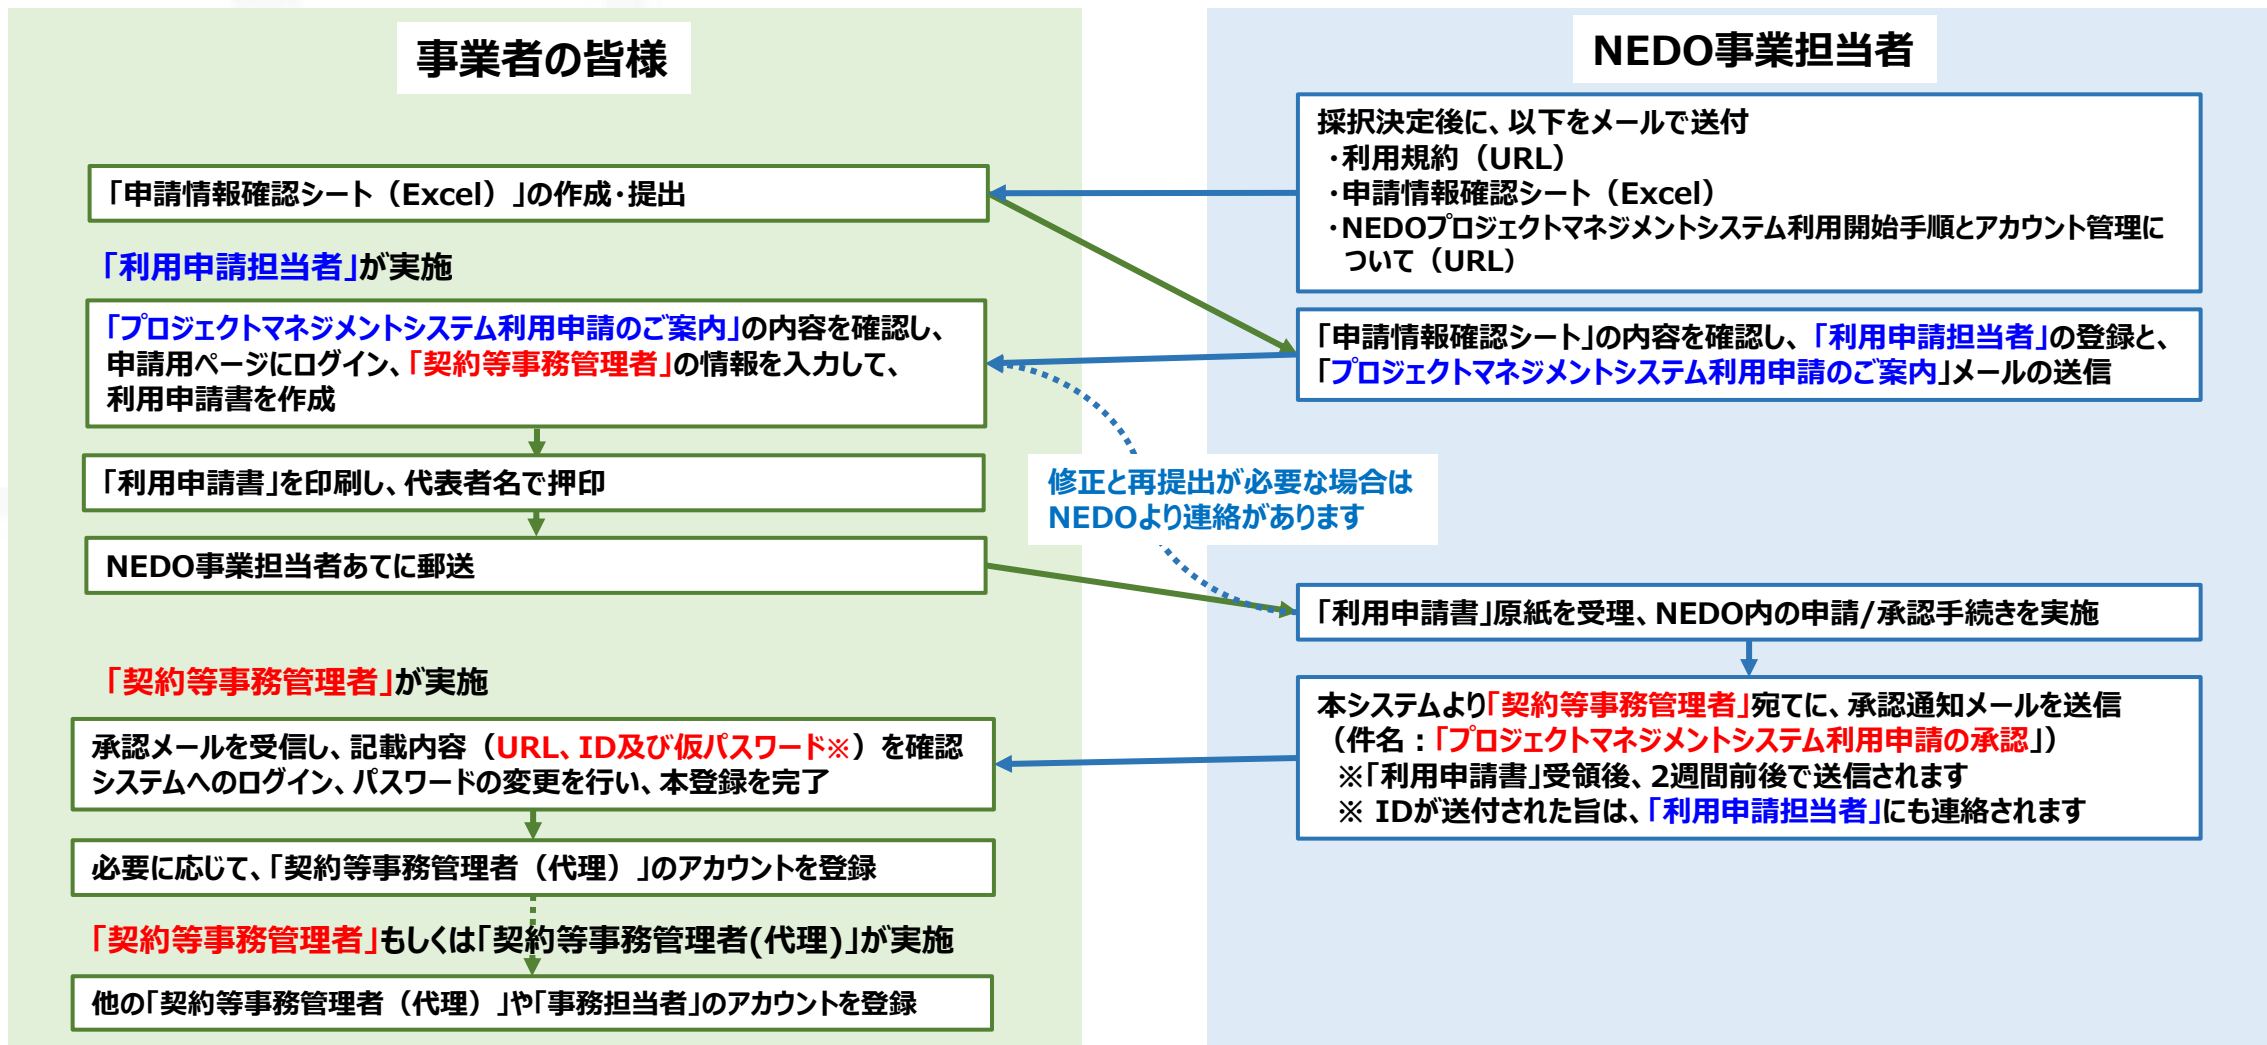 事業者の皆様
「申請情報確認シート（Excel）」の作成・提出
「利用申請担当者」が実施
「プロジェクトマネジメントシステム利用申請のご案内」の内容を確認し、
申請用ページにログイン、「契約等事務管理者」の情報を入力して、
利用申請書を作成
「利用申請書」を印刷し、代表者名で押印
NEDO事業担当者あてに郵送
「契約等事務管理者」が実施
承認メールを受信し、記載内容（URL、ID及び仮パスワード※）を確認
システムへのログイン、パスワードの変更を行い、本登録を完了
必要に応じて、「契約等事務管理者（代理）」のアカウントを登録
「契約等事務管理者」もしくは「契約等事務管理者(代理)」が実施
他の「契約等事務管理者（代理）」や「事務担当者」のアカウントを登録
修正と再提出が必要な場合は
NEDOより連絡があります
NEDO事業担当者
採択決定後に、以下をメールで送付
・利用規約（URL）
・申請情報確認シート（Excel）
・NEDOプロジェクトマネジメントシステム利用開始手順とアカウント管理に
ついて（URL）
「申請情報確認シート」の内容を確認し、「利用申請担当者」の登録と、
「プロジェクトマネジメントシステム利用申請のご案内」メールの送信
「利用申請書」原紙を受理、NEDO内の申請/承認手続きを実施
本システムより「契約等事務管理者」宛てに、承認通知メールを送信
（件名：「プロジェクトマネジメントシステム利用申請の承認」）
※「利用申請書」受領後、2週間前後で送信されます
※ IDが送付された旨は、「利用申請担当者」にも連絡されます